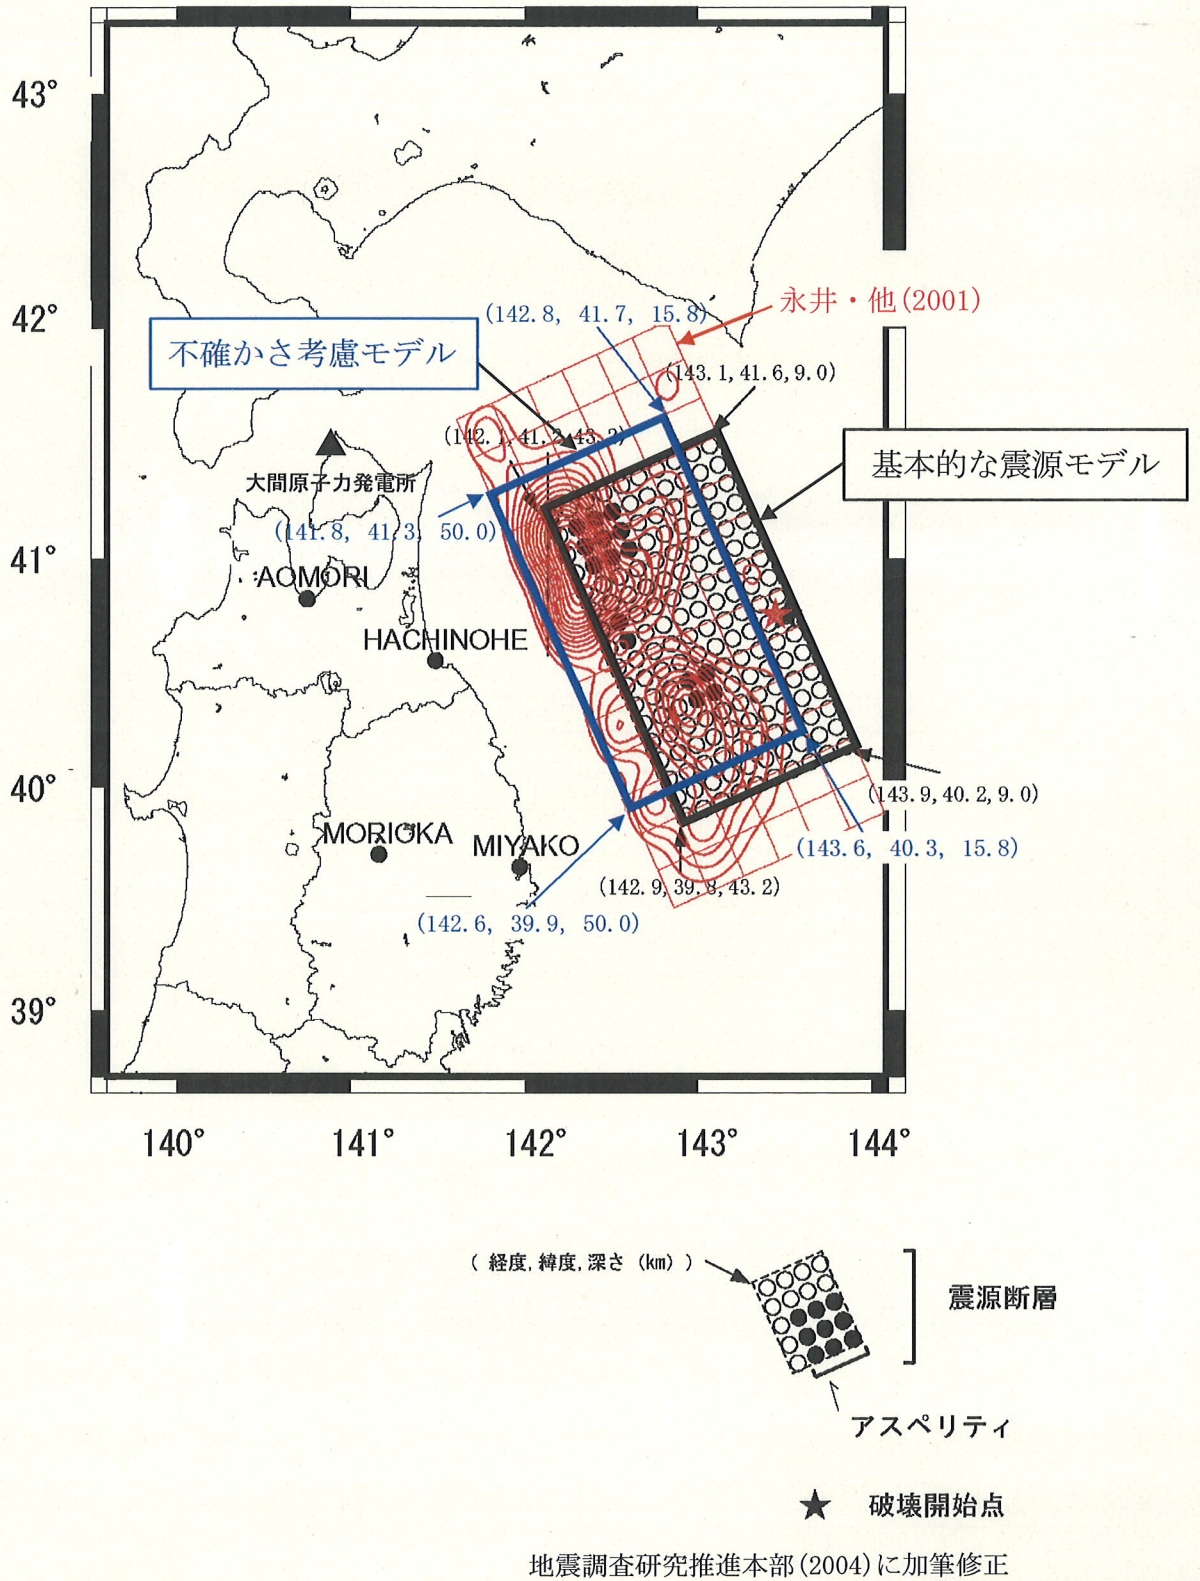 43°
42°
41°
40°
39°
永井・他(2001)
(142.8, 41.7, 15.8)
不確かさ考慮モデル
(143.1,41.6,9.0)
(142.1,41.2,43.2)
基本的な震源モデル
大間原子力発電所
(141.8, 41.3, 50.0)
AOMORI
HACHINOHE
(143.9,40.2,9.0)
MORIOKA
MIYAKO
(143.6, 40.3, 15.8)
(142.9,39.8,43.2)
(142.6, 39.9, 50.0)
140° 141° 142° 143° 144°
( 経度, 緯度, 深さ (km) )
震源断層
アスペリティ
★ 破壊開始点
地震調査研究推進本部(2004)に加筆修正